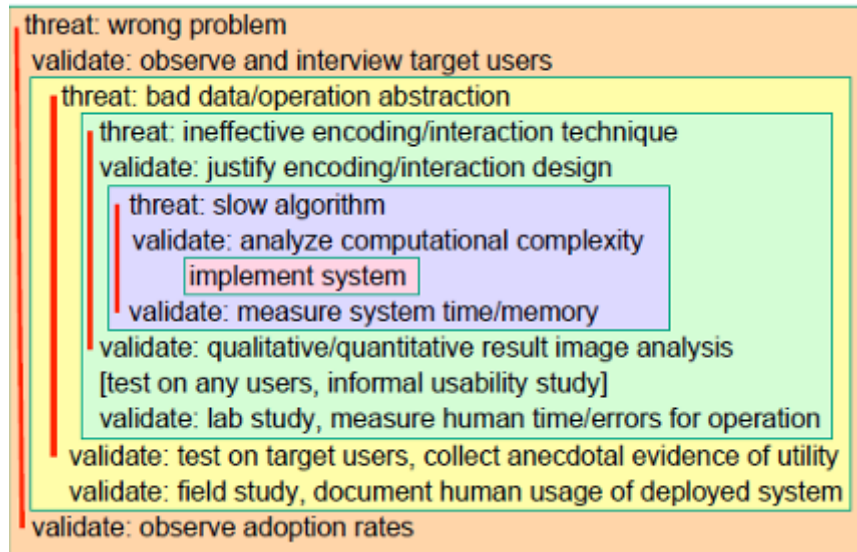 threat: wrong problem
validate: observe and interview target users
threat: bad data/operation abstraction
threat: ineffective encoding/interaction technique
validate: justify encoding/interaction design
threat: slow algorithm
validate: analyze computational complexity
implement system
validate: measure system time/memory
validate: qualitative/quantitative result image analysis
[test on any users, informal usability study]
validate: lab study, measure human time/errors for operation
validate: test on target users, collect anecdotal evidence of utility
validate: field study, document human usage of deployed system
validate: observe adoption rates